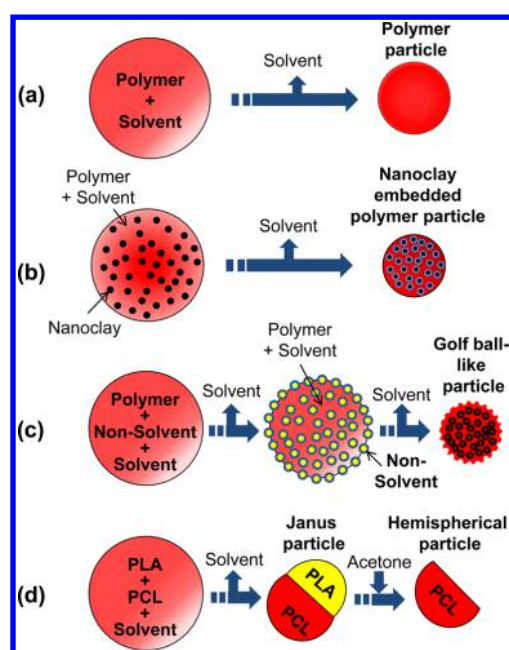 (a)
Polymer
+
Solvent
Solvent
Polymer
particle
(b)
Polymer
+ Solvent
Nanoclay
Solvent
Nanoclay
embedded
polymer particle
(c)
Polymer
+
Non-Solvent
+
Solvent
Solvent
Polymer
+ Solvent
Non-
Solvent
Solvent
Golf ball-
like
particle
(d)
PLA
+
PCL
+
Solvent
Solvent
Janus
particle
PLA
PCL
Acetone
Hemispherical
particle
PCL